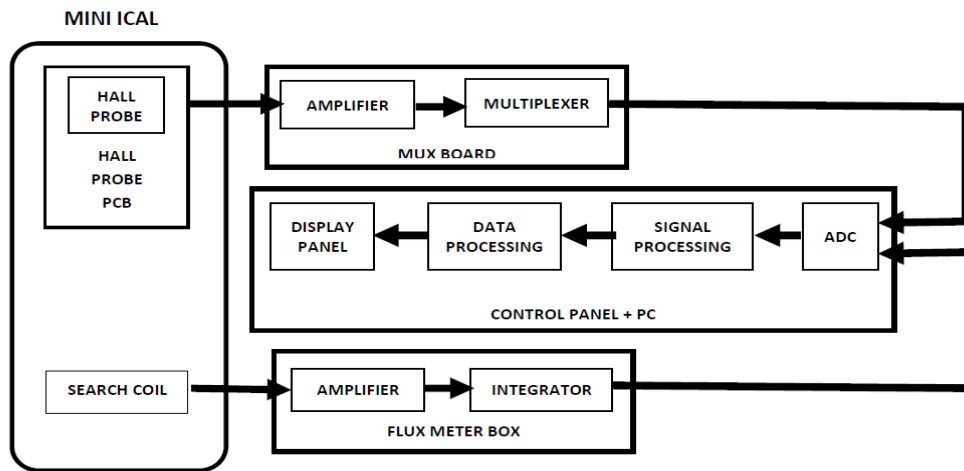 MINI ICAL
HALL
PROBE
HALL
PROBE
PCB
AMPLIFIER
MULTIPLEXER
MUX BOARD
DISPLAY
PANEL
DATA
PROCESSING
SIGNAL
PROCESSING
ADC
CONTROL PANEL + PC
SEARCH COIL
AMPLIFIER
INTEGRATOR
FLUX METER BOX